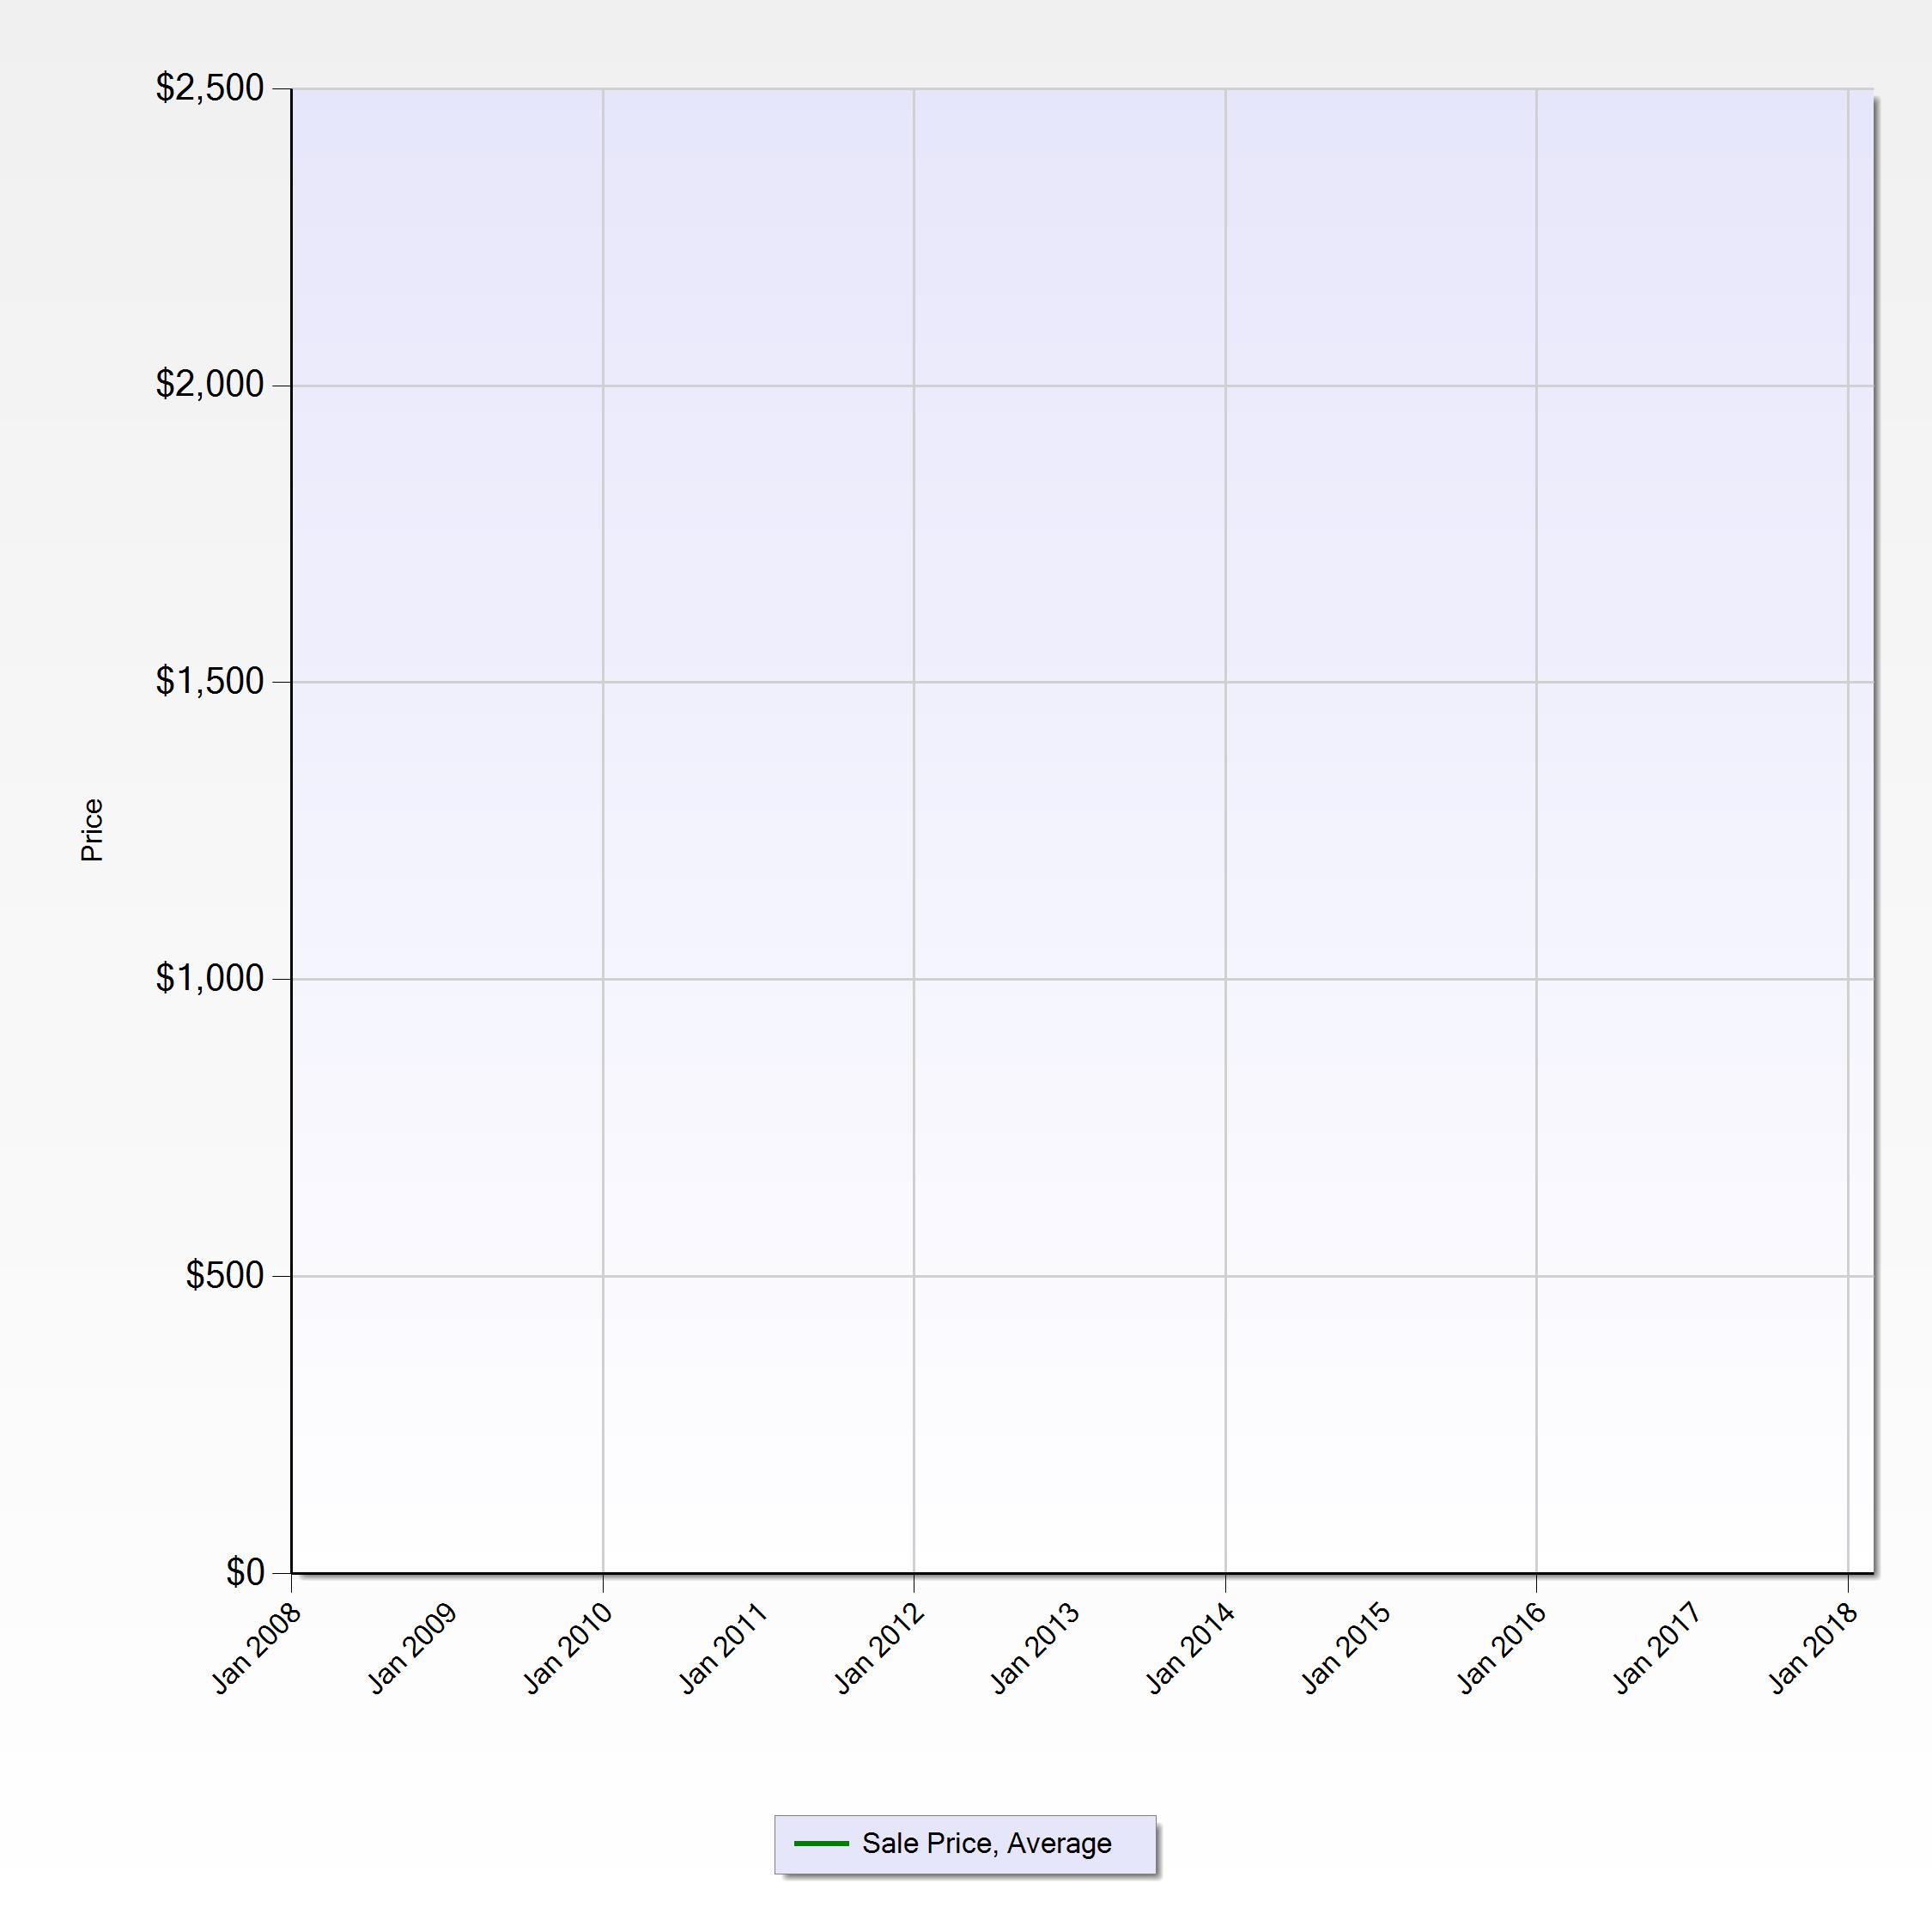 $2,500
$2,000
$1,500
$1,000
$500
$0
Price
Jan 2008
Jan 2009
Jan 2010
Jan 2011
Jan 2012
Jan 2013
Jan 2014
Jan 2015
Jan 2016
Jan 2017
Jan 2018
Sale Price, Average